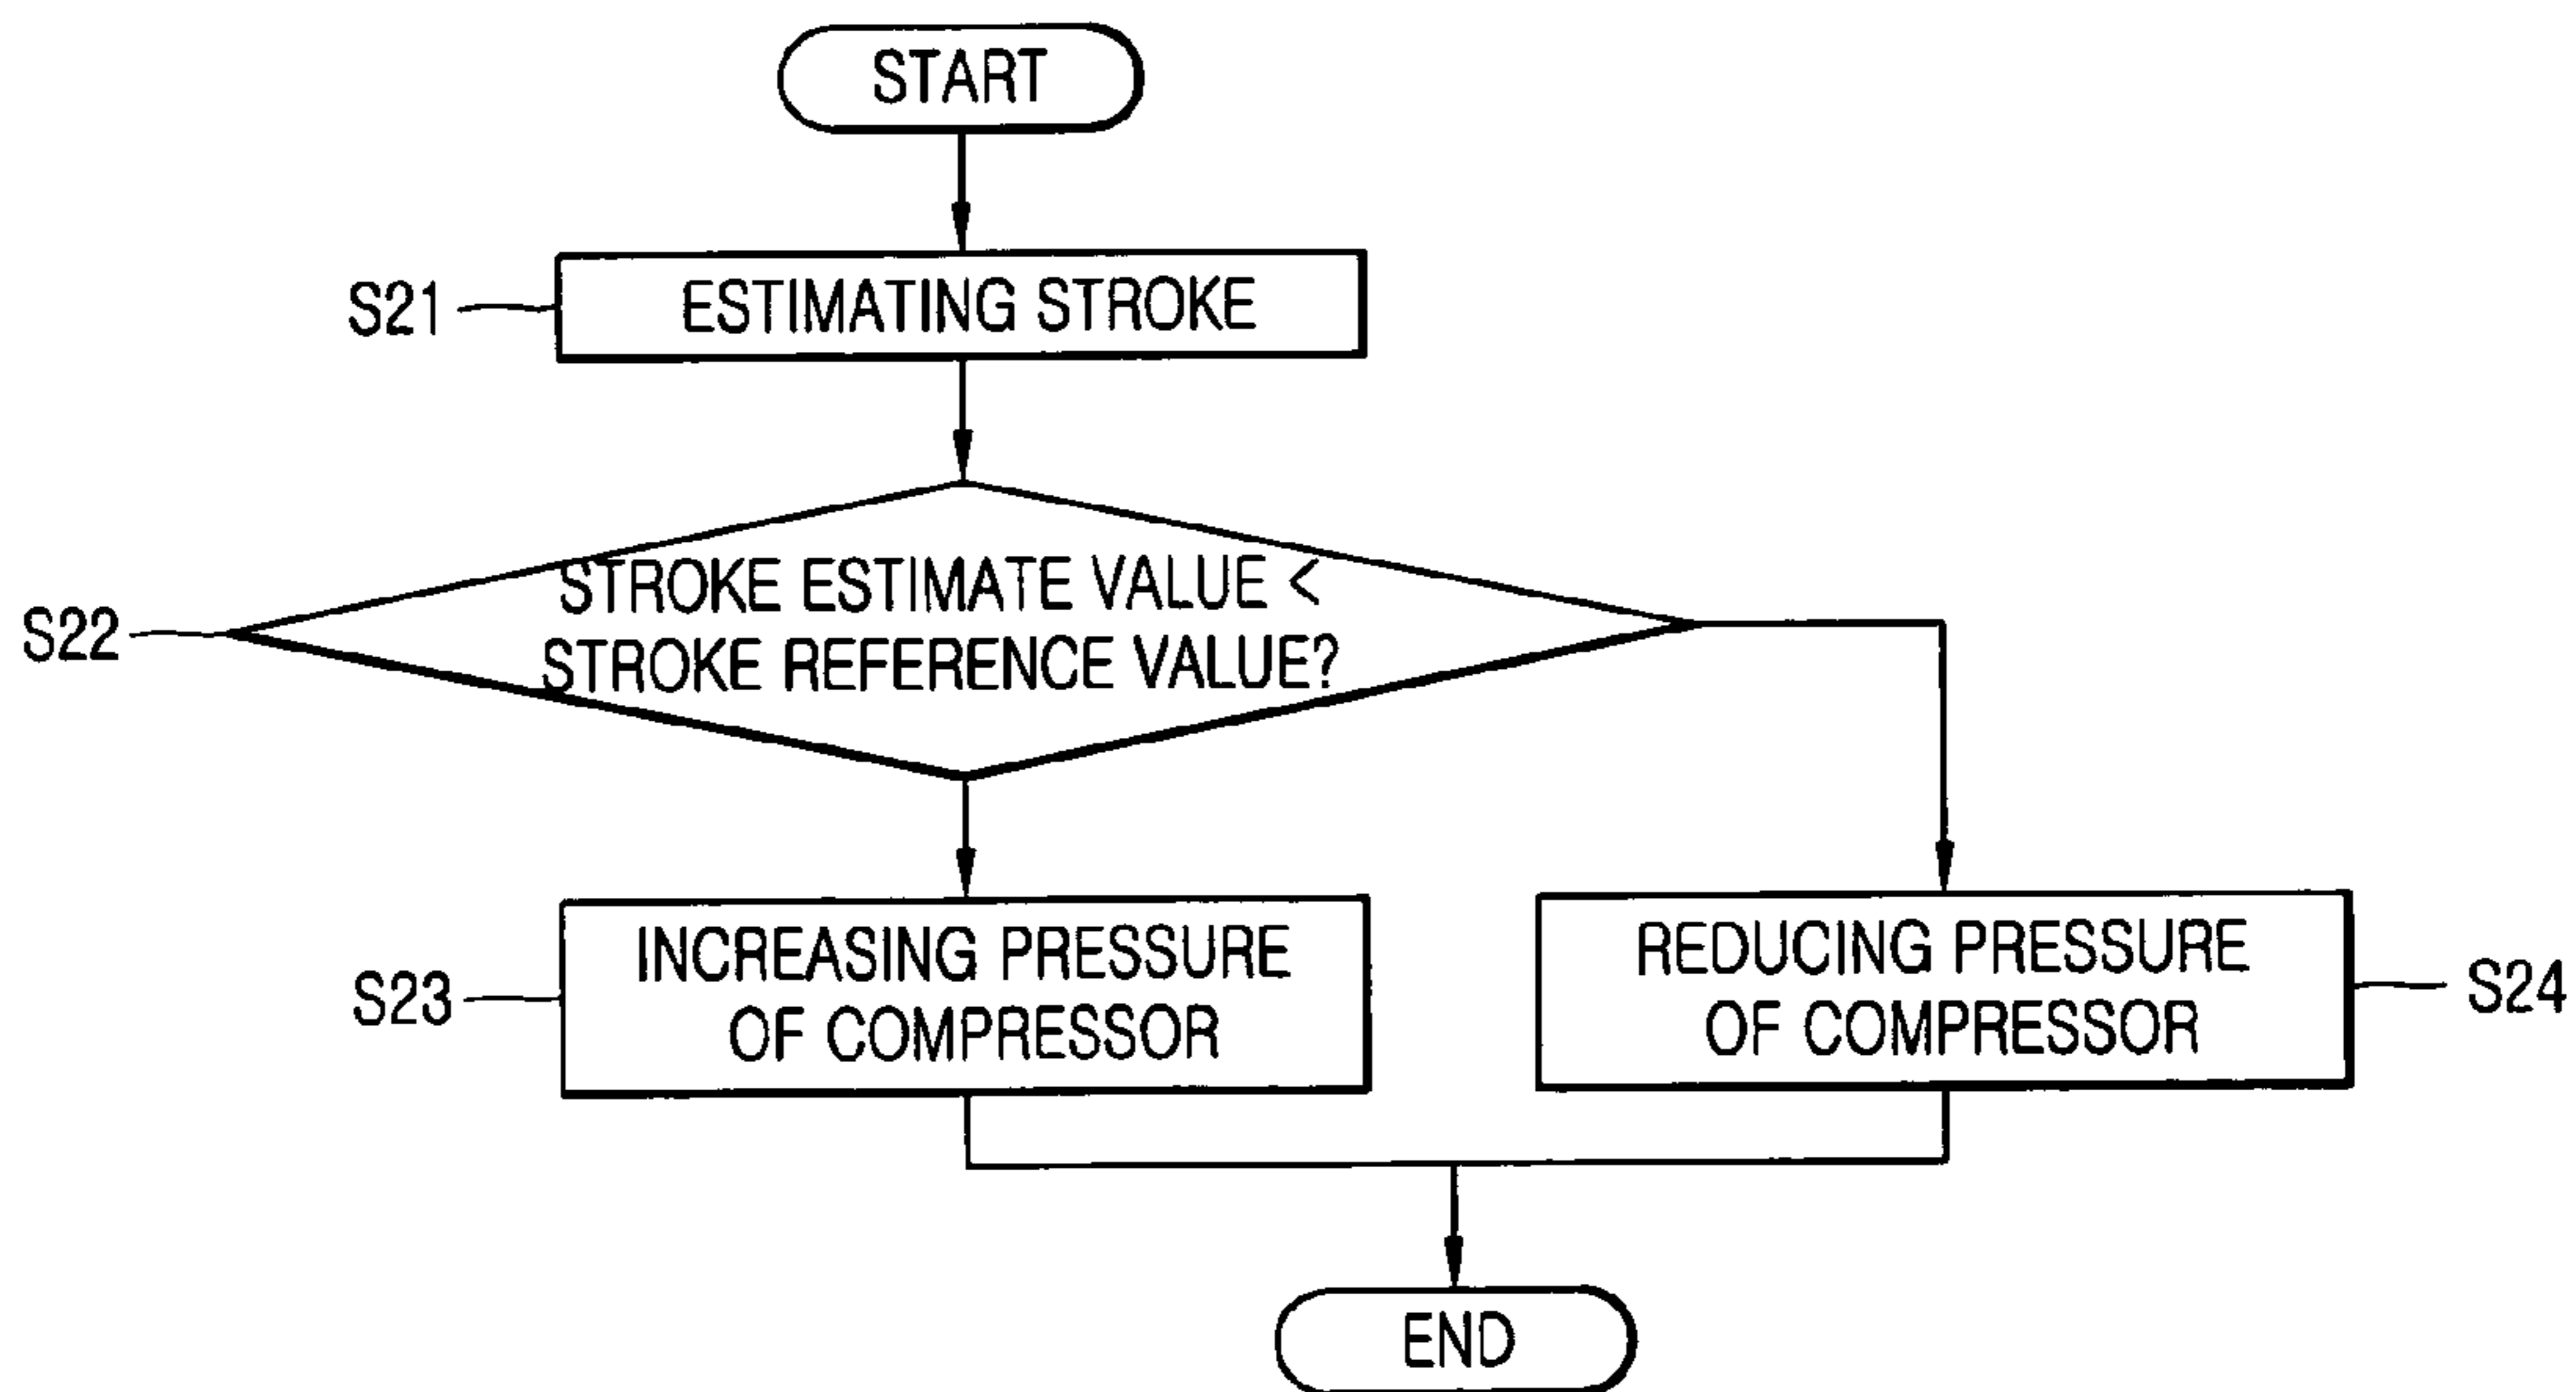 START
S21
ESTIMATING STROKE
S22
STROKE ESTIMATE VALUE <
STROKE REFERENCE VALUE?
S23
INCREASING PRESSURE
OF COMPRESSOR
REDUCING PRESSURE
OF COMPRESSOR
S24
END